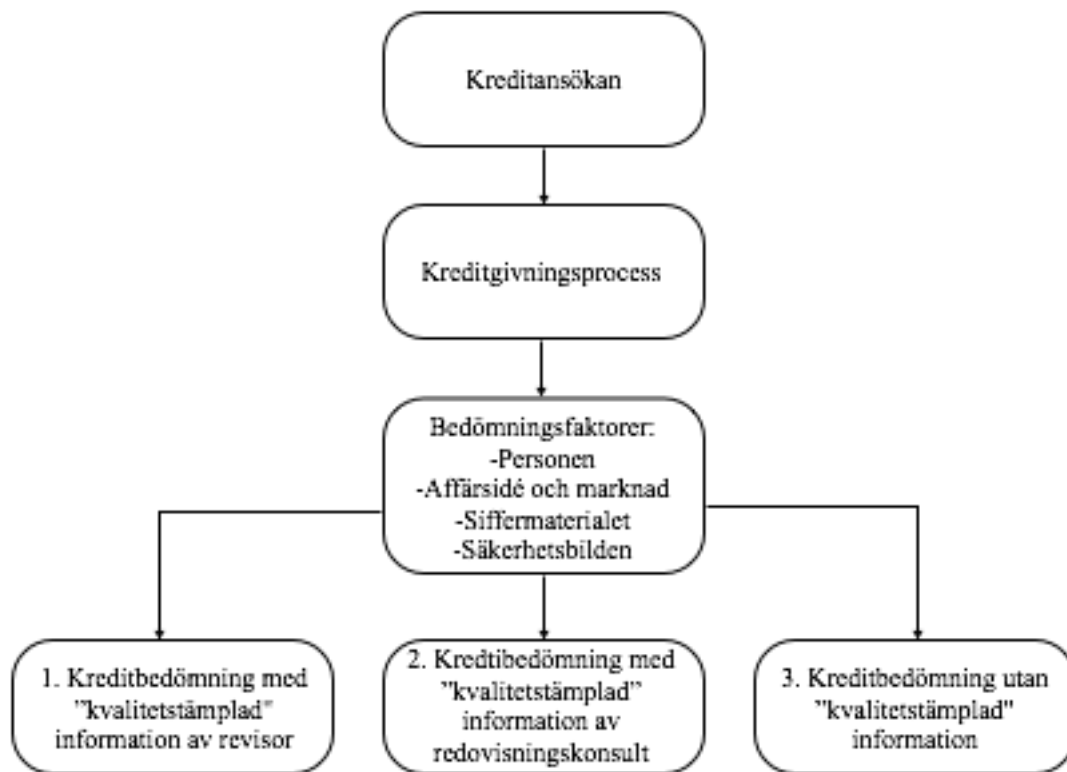 Kreditansökan
Kreditgivningsprocess
Bedömningsfaktorer:
-Personen
-Affärsidé och marknad
-Siffermaterialet
-Säkerhetsbilden
1. Kreditbedömning med
”kvalitetstämplad"
information av revisor
2. Kredtibedömning med
”kvalitetstämplad”
information av
redovisningskonsult
3. Kreditbedömning utan
”kvalitetstämplad”
information